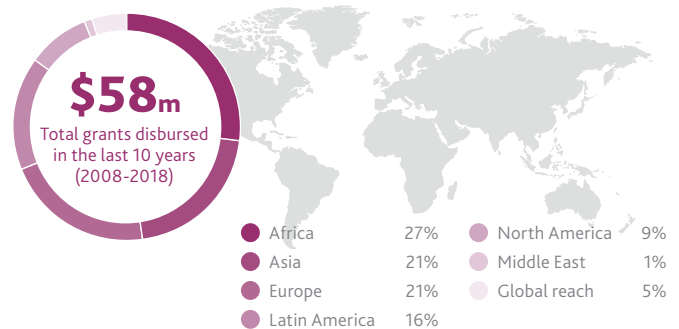 $58m
Total grants disbursed
in the last 10 years
(2008-2018)
Africa 27%
Asia 21%
Europe 21%
Latin America 16%
North America 9%
Middle East 1%
Global reach 5%